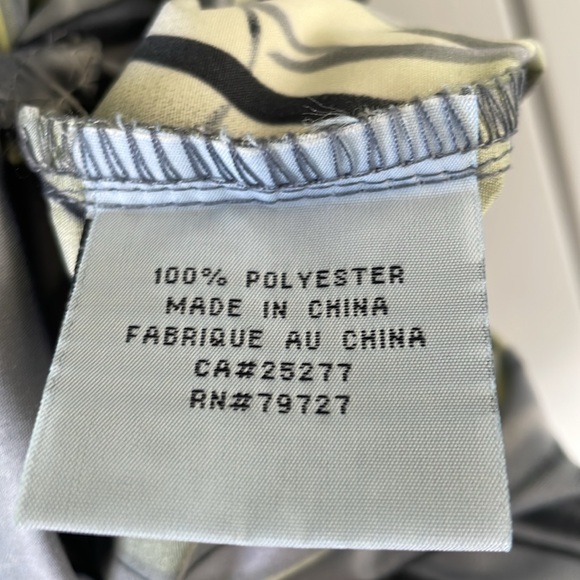 100% POLYESTER
MADE IN CHINA
FABRIQUE AU CHINA
CA#25277
RN#79727